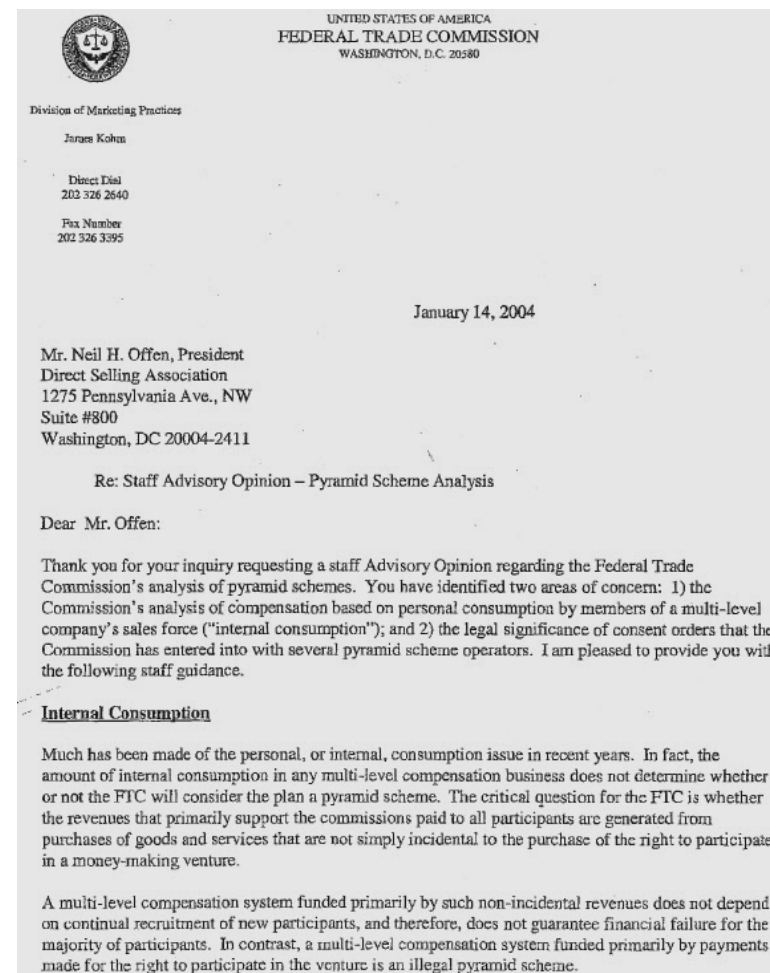 UNITED STATES OF AMERICA
FEDERAL TRADE COMMISSION
WASHINGTON, D.C. 20580
Division of Marketing Practices
James Kohm
Direct Dial
202 326 2640
Fax Number
202 326 3395
January 14, 2004
Mr. Neil H. Offen, President
Direct Selling Association
1275 Pennsylvania Ave., NW
Suite #800
Washington, DC 20004-2411
Re: Staff Advisory Opinion – Pyramid Scheme Analysis
Dear Mr. Offen:
Thank you for your inquiry requesting a staff Advisory Opinion regarding the Federal Trade
Commission's analysis of pyramid schemes. You have identified two areas of concern: 1) the
Commission's analysis of compensation based on personal consumption by members of a multi-level
company's sales force ("internal consumption"); and 2) the legal significance of consent orders that the
Commission has entered into with several pyramid scheme operators. I am pleased to provide you with
the following staff guidance.
Internal Consumption
Much has been made of the personal, or internal, consumption issue in recent years. In fact, the
amount of internal consumption in any multi-level compensation business does not determine whether
or not the FTC will consider the plan a pyramid scheme. The critical question for the FTC is whether
the revenues that primarily support the commissions paid to all participants are generated from
purchases of goods and services that are not simply incidental to the purchase of the right to participate
in a money-making venture.
A multi-level compensation system funded primarily by such non-incidental revenues does not depend
on continual recruitment of new participants, and therefore, does not guarantee financial failure for the
majority of participants. In contrast, a multi-level compensation system funded primarily by payments
made for the right to participate in the venture is an illegal pyramid scheme.